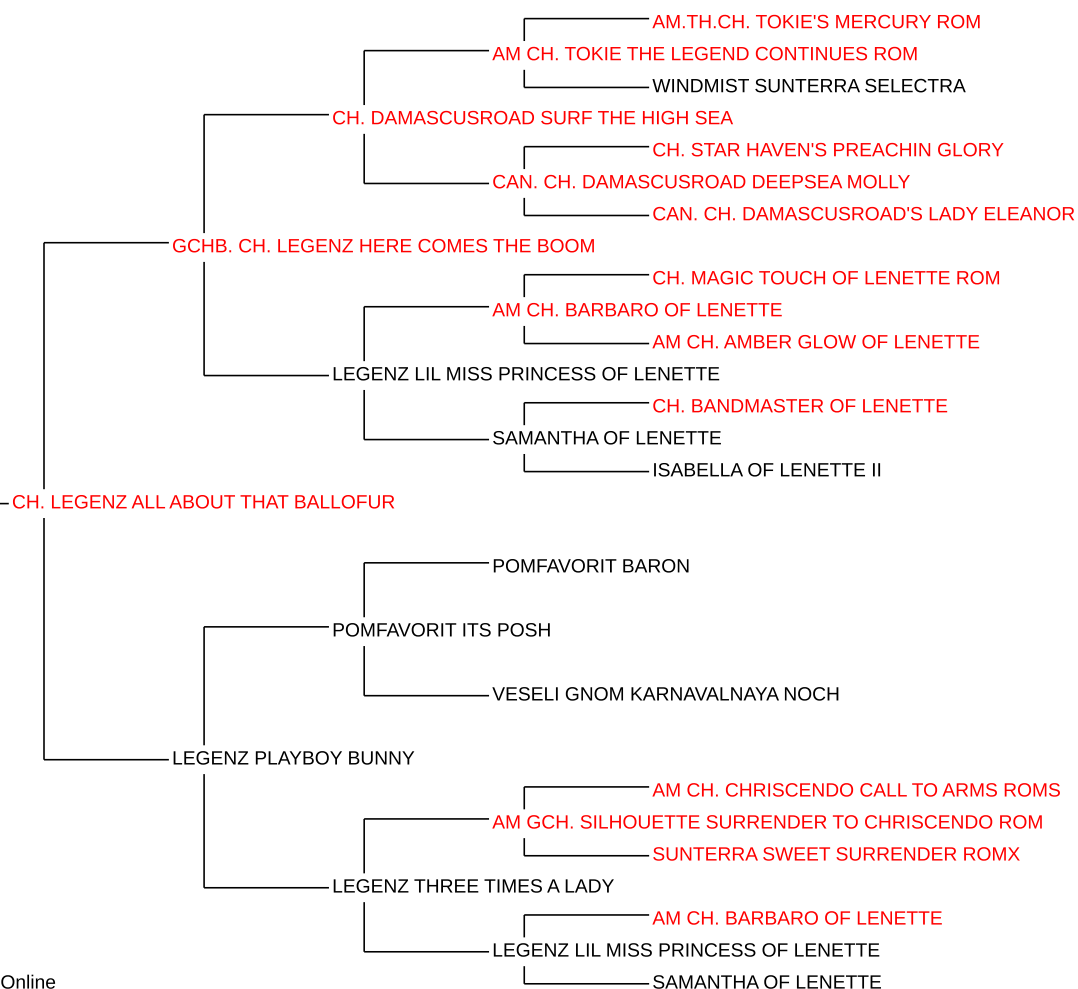 AM.TH.CH. TOKIE'S MERCURY ROM
AM CH. TOKIE THE LEGEND CONTINUES ROM
WINDMIST SUNTERRA SELECTRA
CH. DAMASCUSROAD SURF THE HIGH SEA
CH. STAR HAVEN'S PREACHIN GLORY
CAN. CH. DAMASCUSROAD DEEPSEA MOLLY
CAN. CH. DAMASCUSROAD'S LADY ELEANOR
GCHB. CH. LEGENZ HERE COMES THE BOOM
CH. MAGIC TOUCH OF LENETTE ROM
AM CH. BARBARO OF LENETTE
AM CH. AMBER GLOW OF LENETTE
LEGENZ LIL MISS PRINCESS OF LENETTE
CH. BANDMASTER OF LENETTE
SAMANTHA OF LENETTE
ISABELLA OF LENETTE II
CH. LEGENZ ALL ABOUT THAT BALLOFUR
POMFAVORIT BARON
POMFAVORIT ITS POSH
VESELI GNOM KARNAVALNAYA NOCH
LEGENZ PLAYBOY BUNNY
AM CH. CHRISCENDO CALL TO ARMS ROMS
AM GCH. SILHOUETTE SURRENDER TO CHRISCENDO ROM
SUNTERRA SWEET SURRENDER ROMX
LEGENZ THREE TIMES A LADY
AM CH. BARBARO OF LENETTE
LEGENZ LIL MISS PRINCESS OF LENETTE
SAMANTHA OF LENETTE
Online